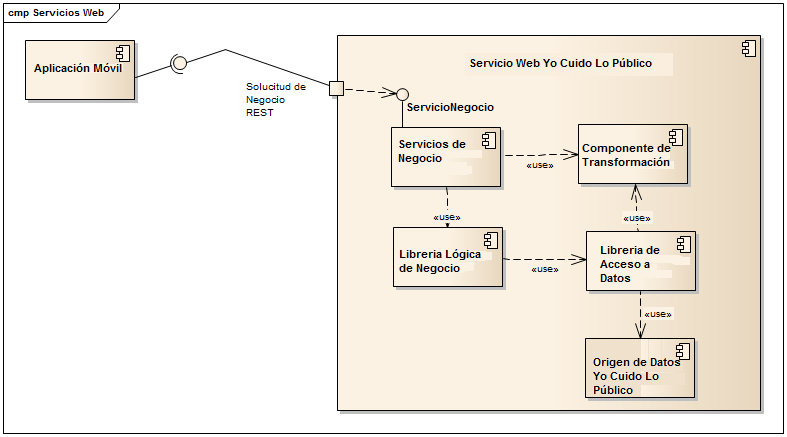 cmp Servicios Web
Aplicación Móvil
Servicio Web Yo Cuido Lo Público
Solucitud de
Negocio
REST
ServicioNegocio
Servicios de
Negocio
«use»
Componente de
Transformación
«use»
«use»
Libreria Lógica
de Negocio
«use»
Libreria de
Acceso a
Datos
«use»
Origen de Datos
Yo Cuido Lo
Público